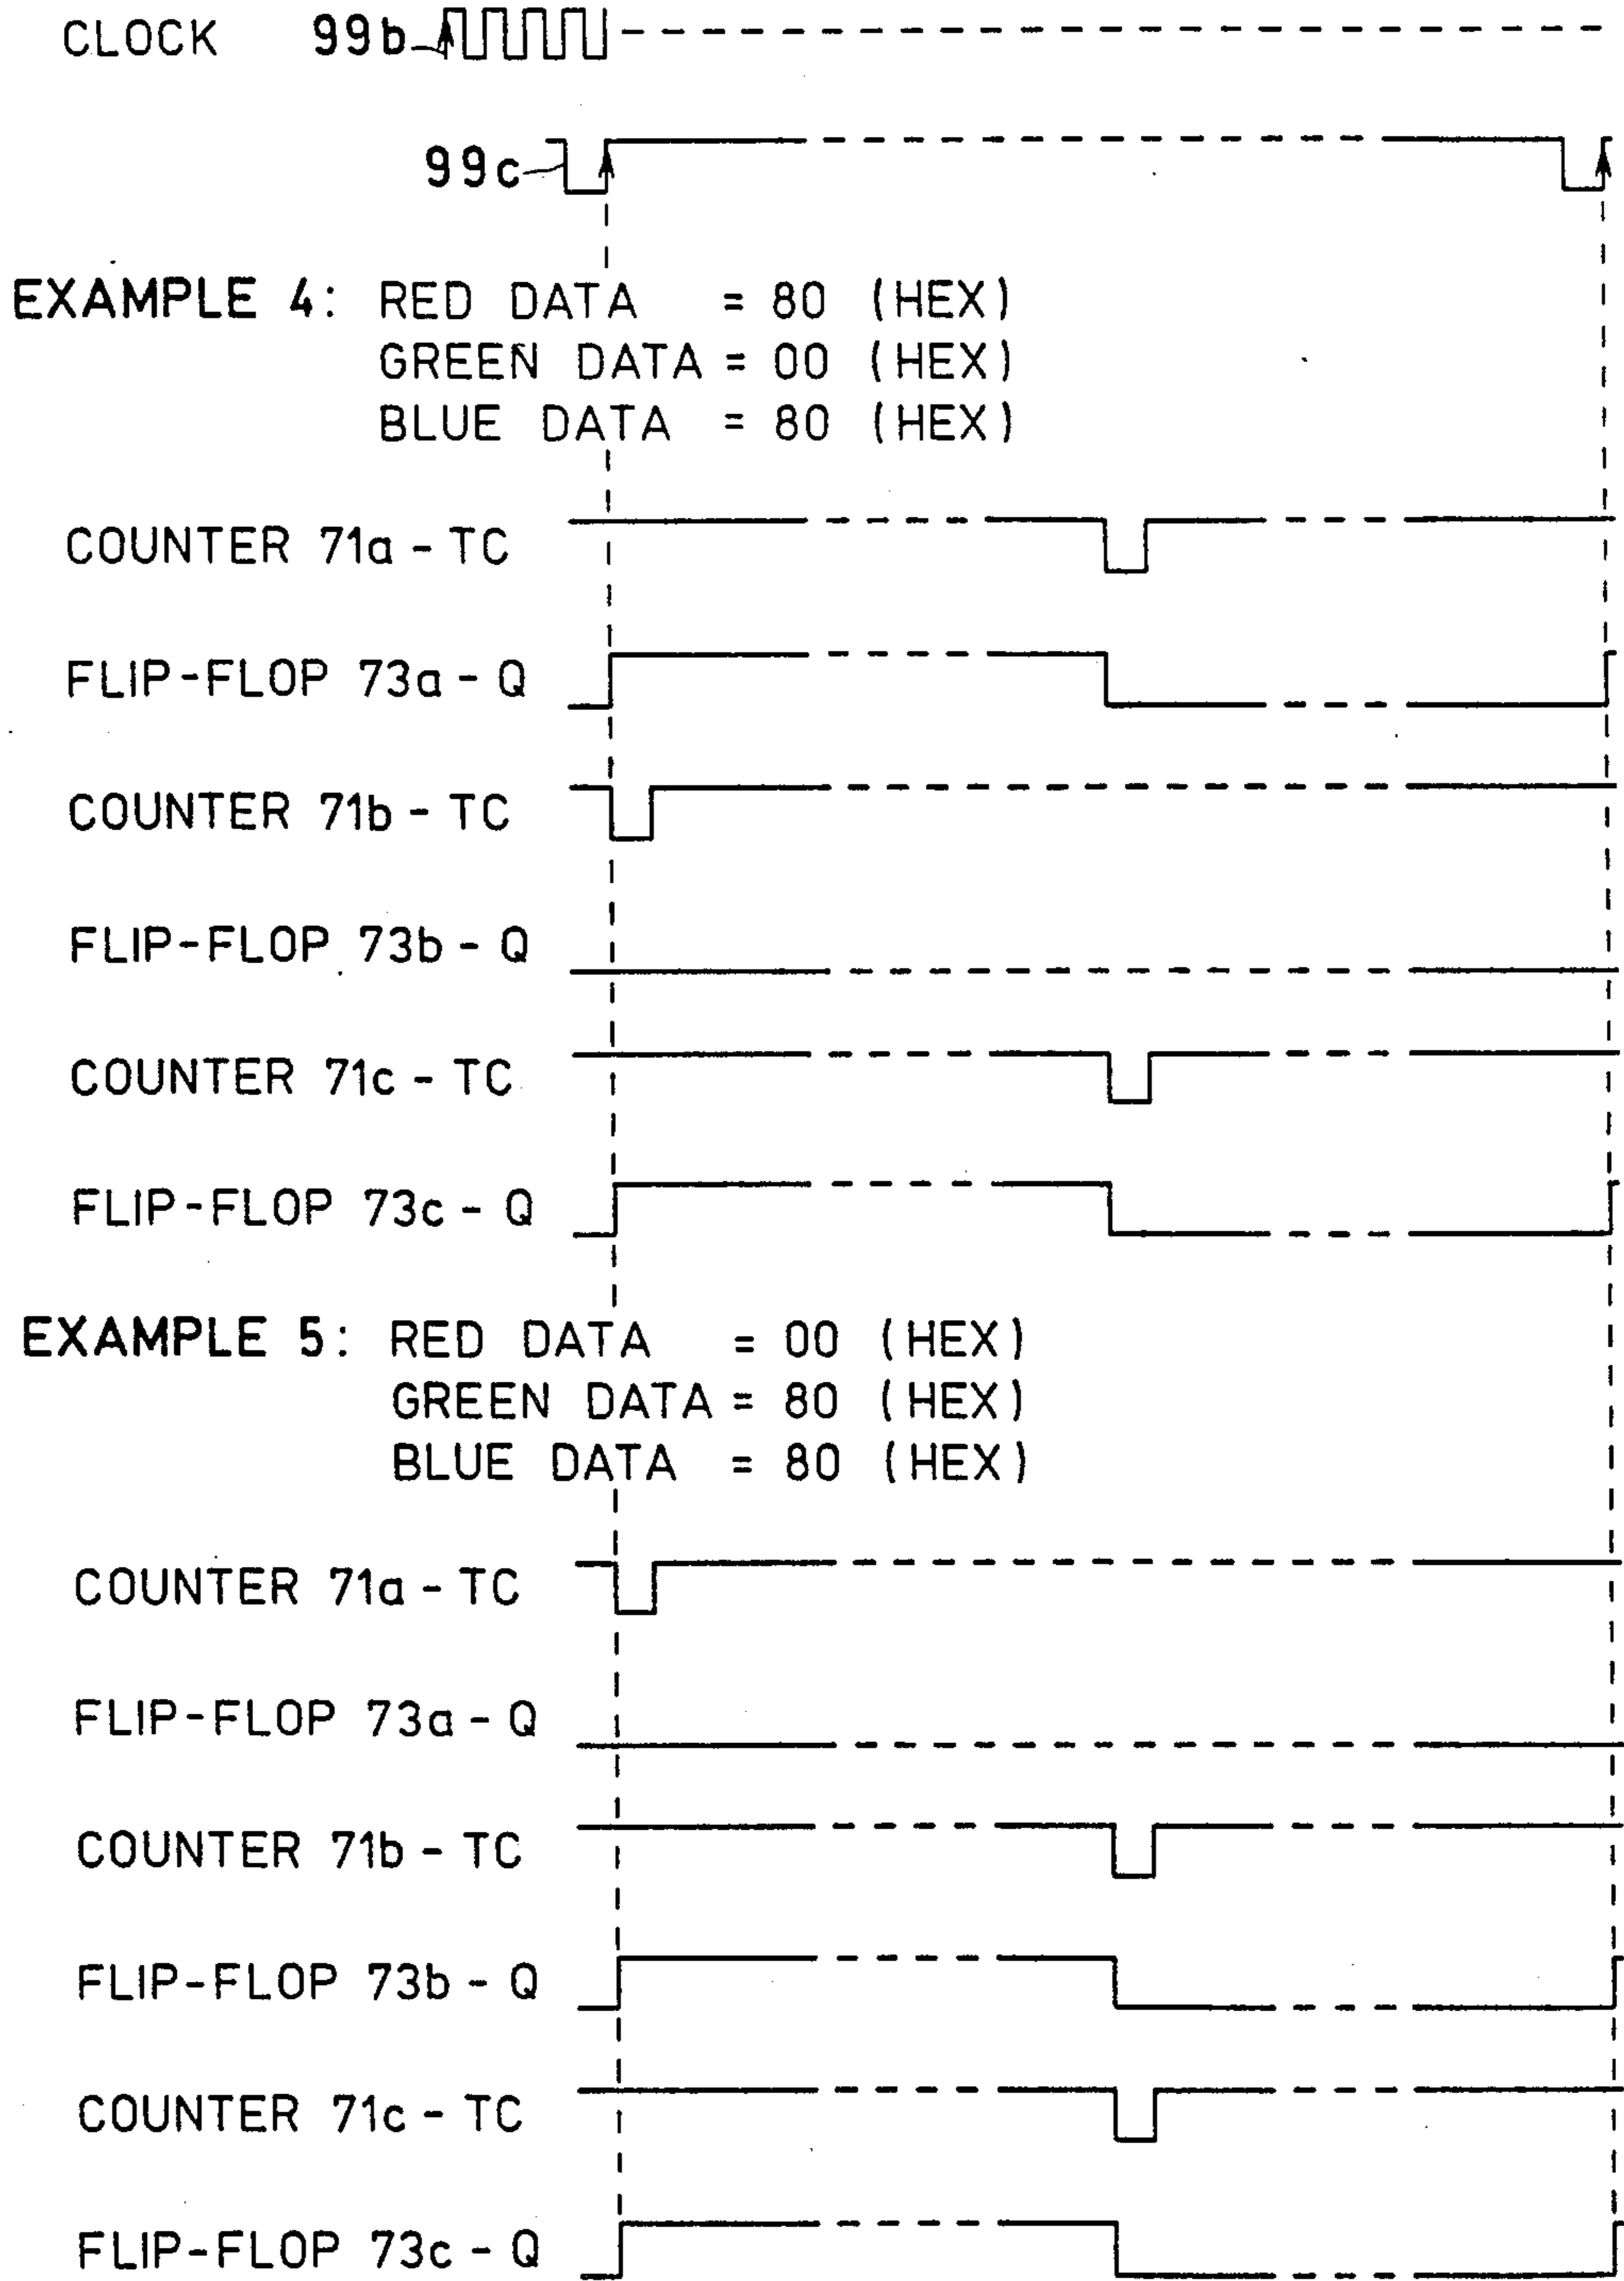 CLOCK 99b
99c
EXAMPLE 4: RED DATA = 80 (HEX)
GREEN DATA = 00 (HEX)
BLUE DATA = 80 (HEX)
COUNTER 71a - TC
FLIP-FLOP 73a - Q
COUNTER 71b - TC
FLIP-FLOP 73b - Q
COUNTER 71c - TC
FLIP-FLOP 73c - Q
EXAMPLE 5: RED DATA = 00 (HEX)
GREEN DATA = 80 (HEX)
BLUE DATA = 80 (HEX)
COUNTER 71a - TC
FLIP-FLOP 73a - Q
COUNTER 71b - TC
FLIP-FLOP 73b - Q
COUNTER 71c - TC
FLIP-FLOP 73c - Q